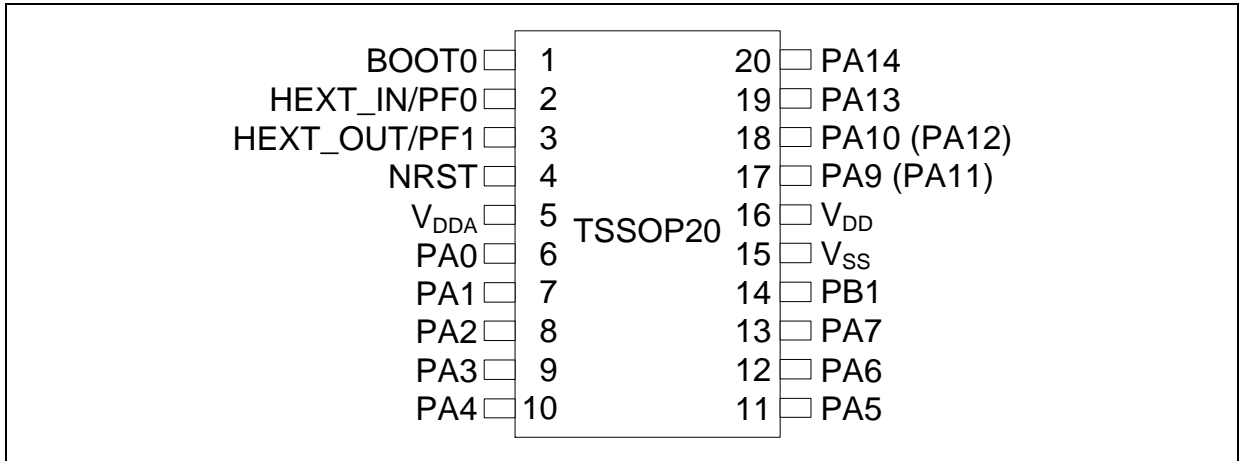 BOOT0 1 20 PA14
HEXT_IN/PF0 2 19 PA13
HEXT_OUT/PF1 3 18 PA10 (PA12)
NRST 4 17 PA9 (PA11)
VDDA 5 16 VDD
TSSOP20
PA0 6 15 VSS
PA1 7 14 PB1
PA2 8 13 PA7
PA3 9 12 PA6
PA4 10 11 PA5